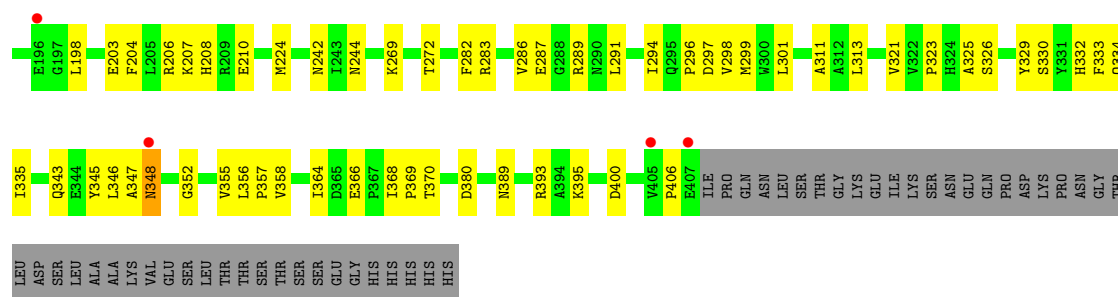 E196 G197 L198 E203 F204 L205 R206 K207 H208 R209 E210 M224 N242 I243 N244 K269 T272 F282 R283 V286 E287 G288 R289 N290 L291 I294 Q295 P296 D297 V298 M299 W300 L301 A311 A312 L313 V321 V322 P323 H324 A325 S326 Y329 S330 Y331 H332 F333
I335 Q343 E344 Y345 L346 A347 N348 G352 V355 L356 P357 V358 I364 D365 E366 P367 I368 P369 T370 D380 N389 R393 A394 K395 D400 V405 P406 E407 ILE PRO GLN ASN LEU SER THR GLY LYS GLU ILE LYS SER ASN GLU GLN PRO ASP LYS PRO ASN GLY THR
LEU ASP SER LEU ALA ALA LYS VAL GLU SER LEU THR THR SER THR SER SER GLU GLY HIS HIS HIS HIS HIS